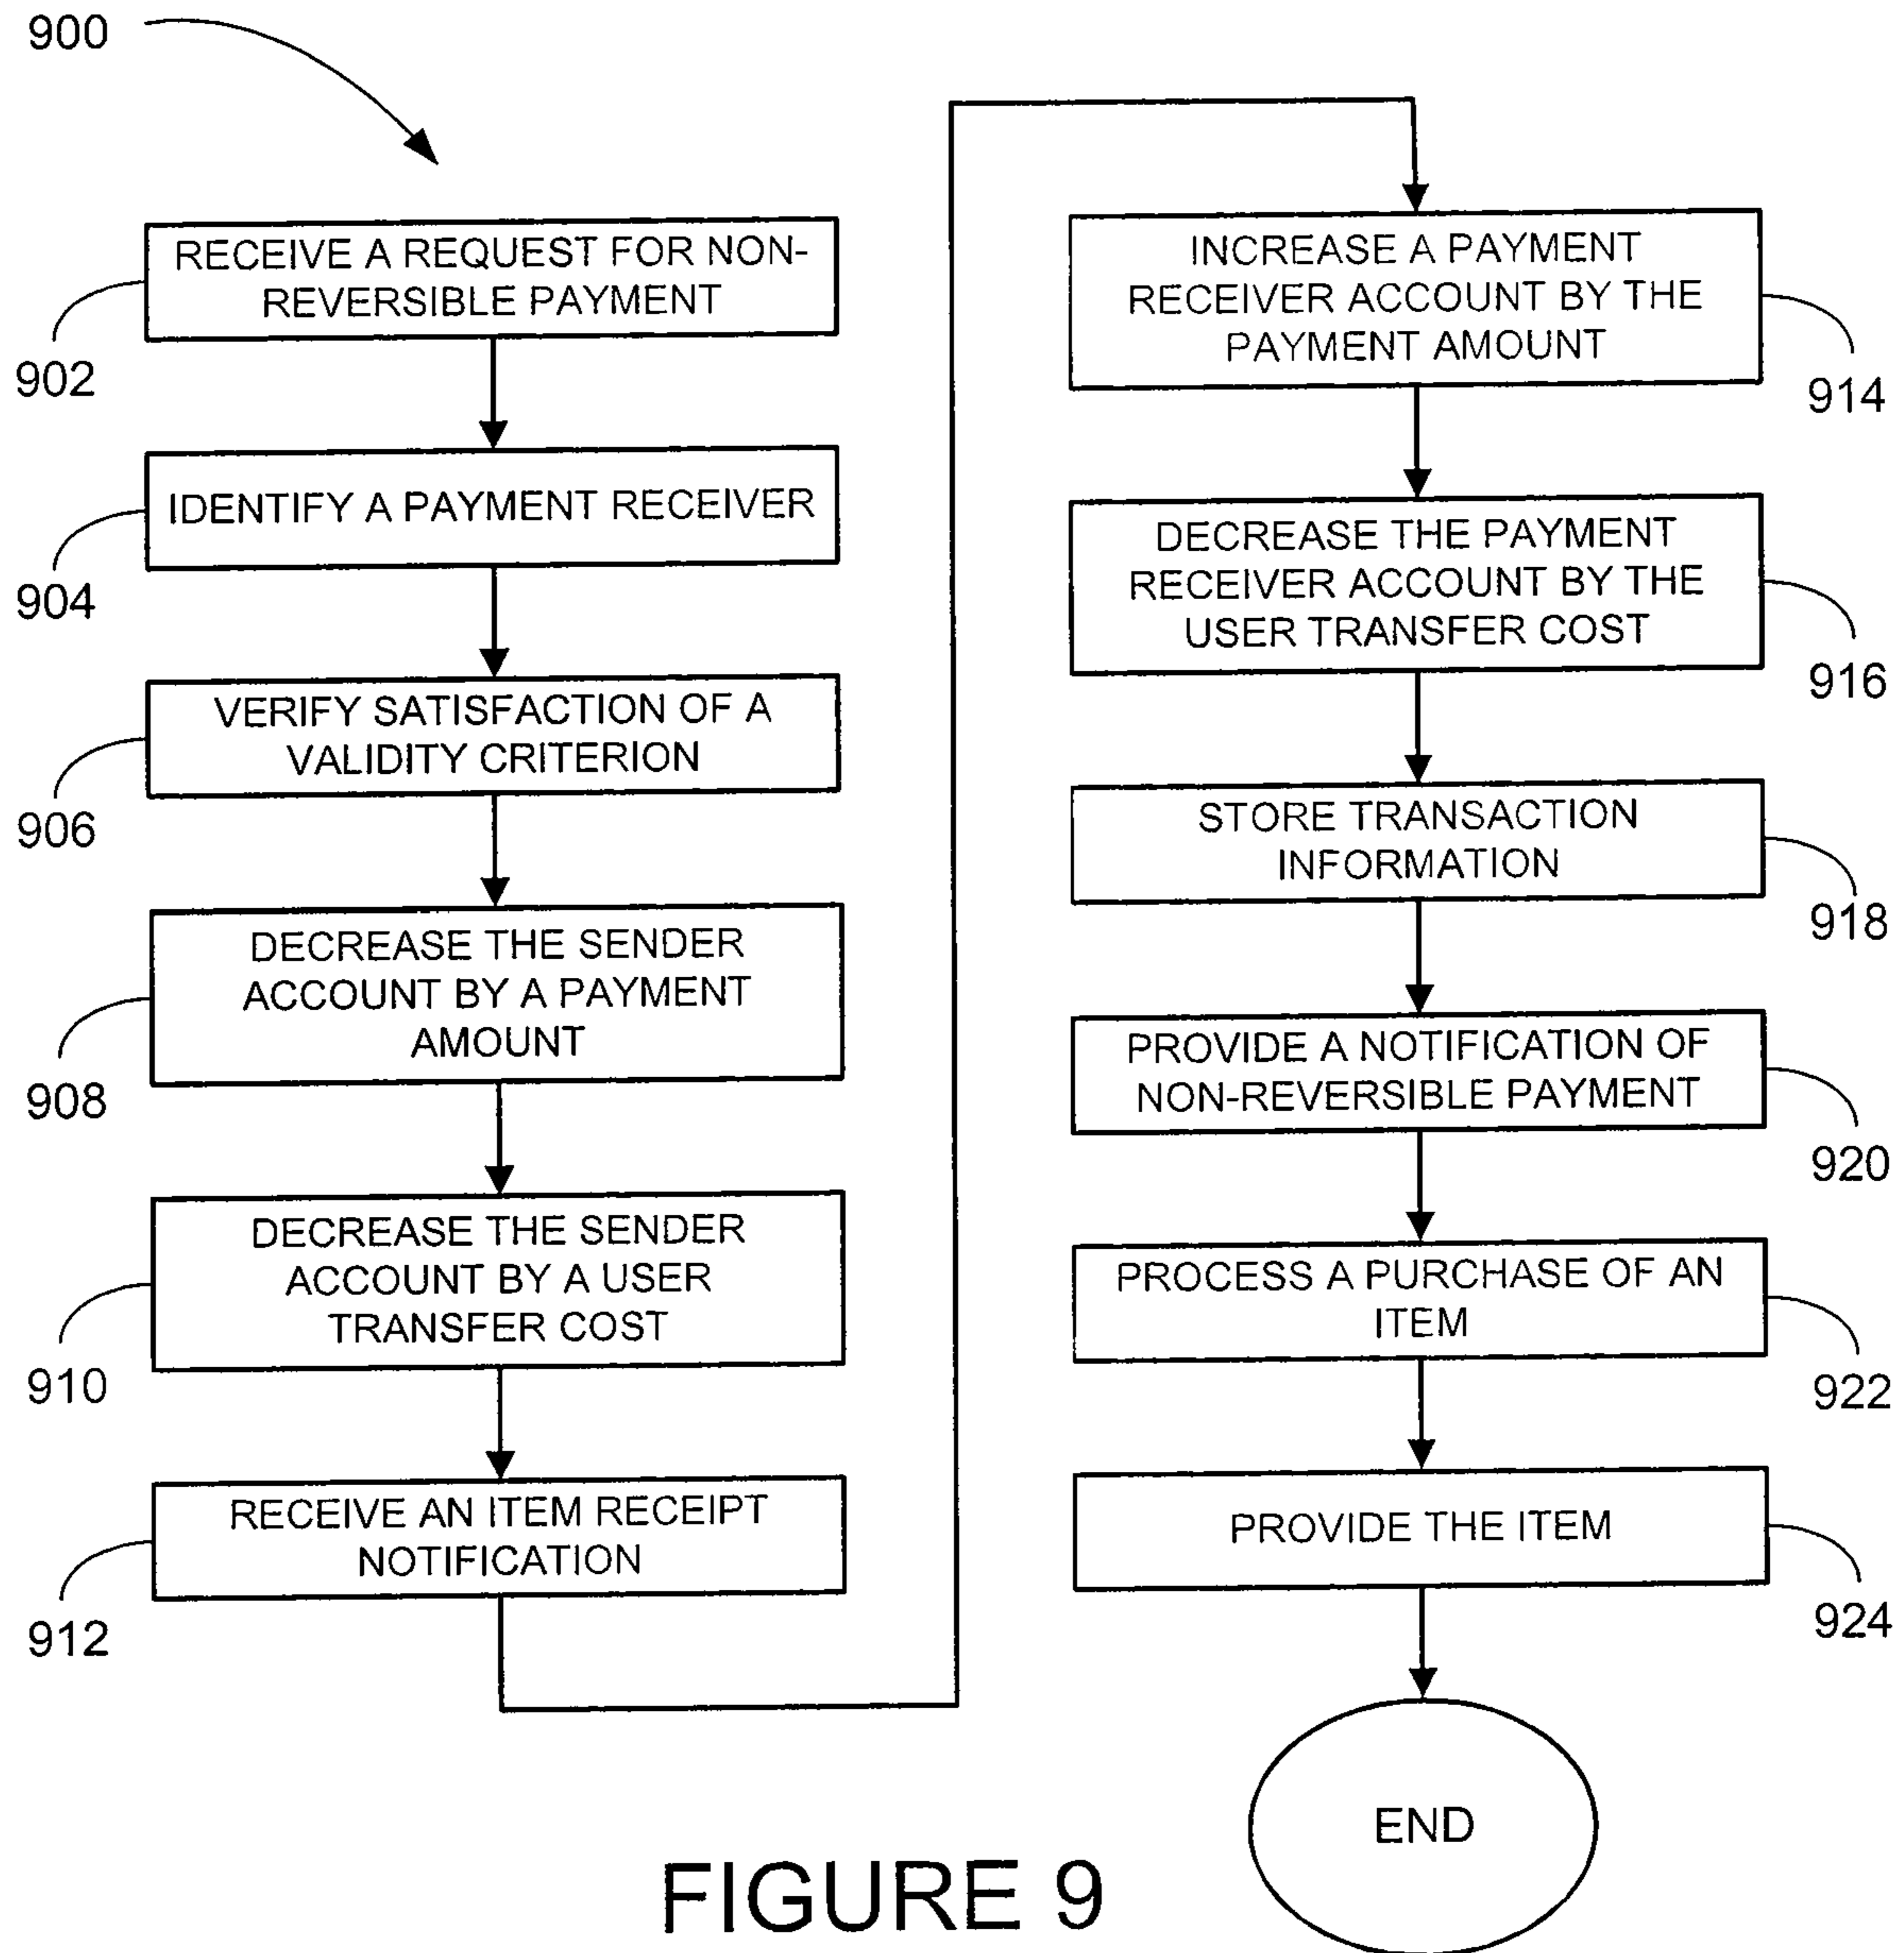 900
RECEIVE A REQUEST FOR NON-
REVERSIBLE PAYMENT
902
IDENTIFY A PAYMENT RECEIVER
904
VERIFY SATISFACTION OF A
VALIDITY CRITERION
906
DECREASE THE SENDER
ACCOUNT BY A PAYMENT
AMOUNT
908
DECREASE THE SENDER
ACCOUNT BY A USER
TRANSFER COST
910
RECEIVE AN ITEM RECEIPT
NOTIFICATION
912
INCREASE A PAYMENT
RECEIVER ACCOUNT BY THE
PAYMENT AMOUNT
914
DECREASE THE PAYMENT
RECEIVER ACCOUNT BY THE
USER TRANSFER COST
916
STORE TRANSACTION
INFORMATION
918
PROVIDE A NOTIFICATION OF
NON-REVERSIBLE PAYMENT
920
PROCESS A PURCHASE OF AN
ITEM
922
PROVIDE THE ITEM
924
END
FIGURE 9